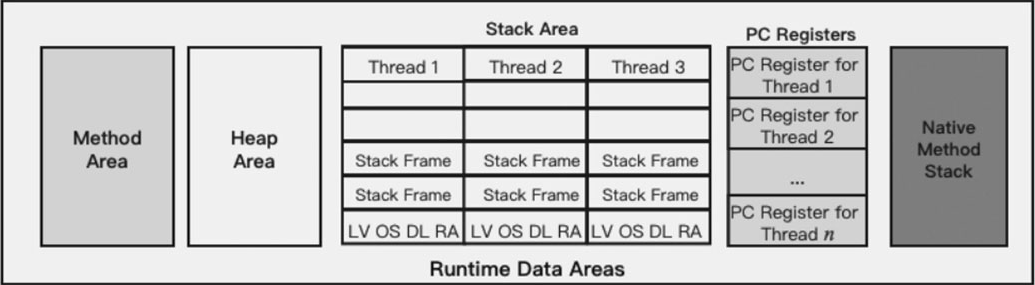 Method
Area
Heap
Area
Stack Area
Thread 1 Thread 2 Thread 3
Stack Frame Stack Frame Stack Frame
Stack Frame Stack Frame Stack Frame
LV OS DL RA LV OS DL RA LV OS DL RA
PC Registers
PC Register for
Thread 1
PC Register for
Thread 2
...
PC Register for
Thread n
Native
Method
Stack
Runtime Data Areas